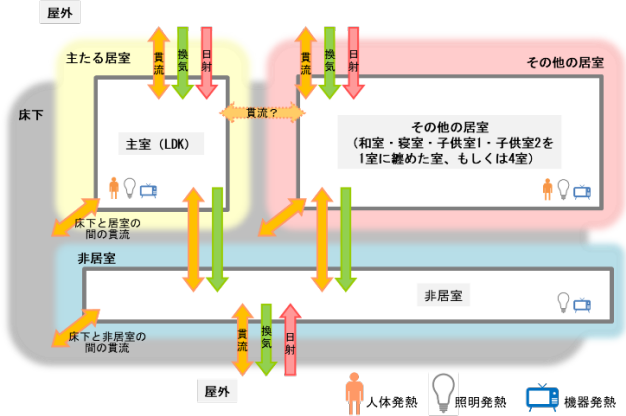 屋外
主たる居室
貫流
換気
日射
貫流
換気
日射
その他の居室
床下
貫流？
主室（LDK）
その他の居室
（和室・寝室・子供室1・子供室2を
1室に纏めた室、もしくは4室）
床下と居室の
間の貫流
非居室
非居室
床下と非居室の
間の貫流
貫流
換気
日射
屋外
人体発熱
照明発熱
機器発熱